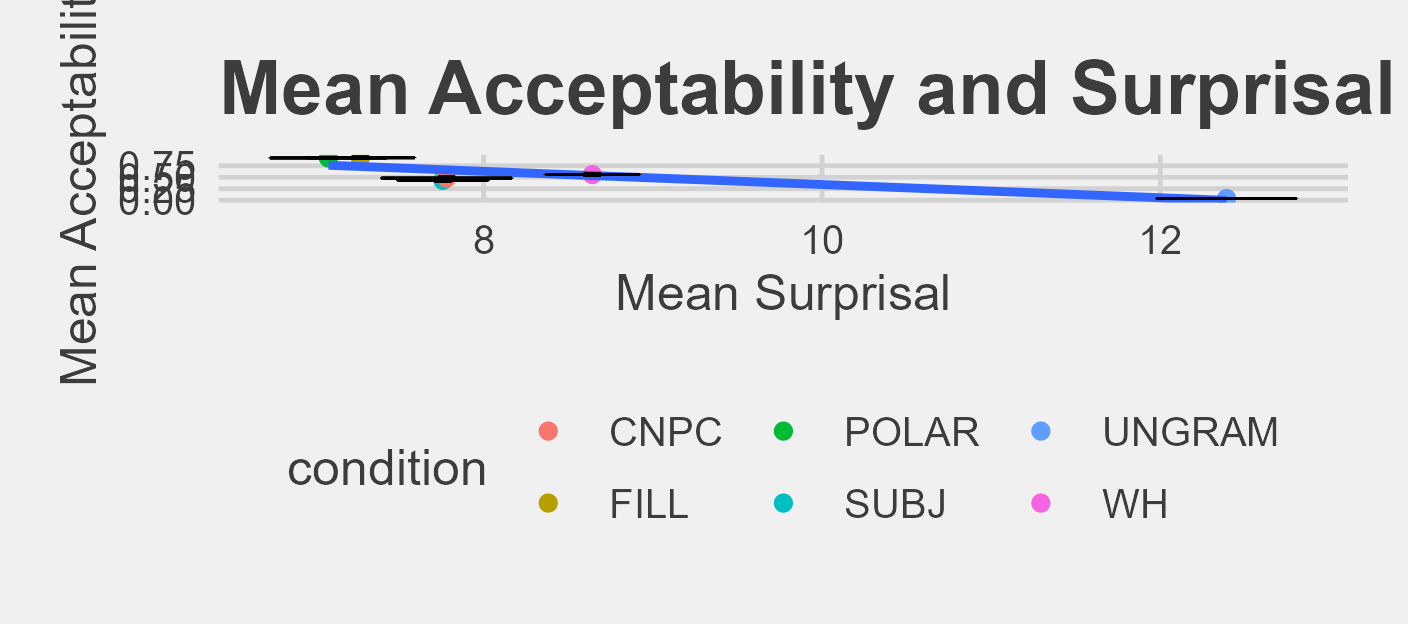 Mean Acceptability and Surprisal
Mean Acceptabilit
0.75
0.50
0.25
0.00
8 10 12
Mean Surprisal
condition
CNPC POLAR UNGRAM
FILL SUBJ WH